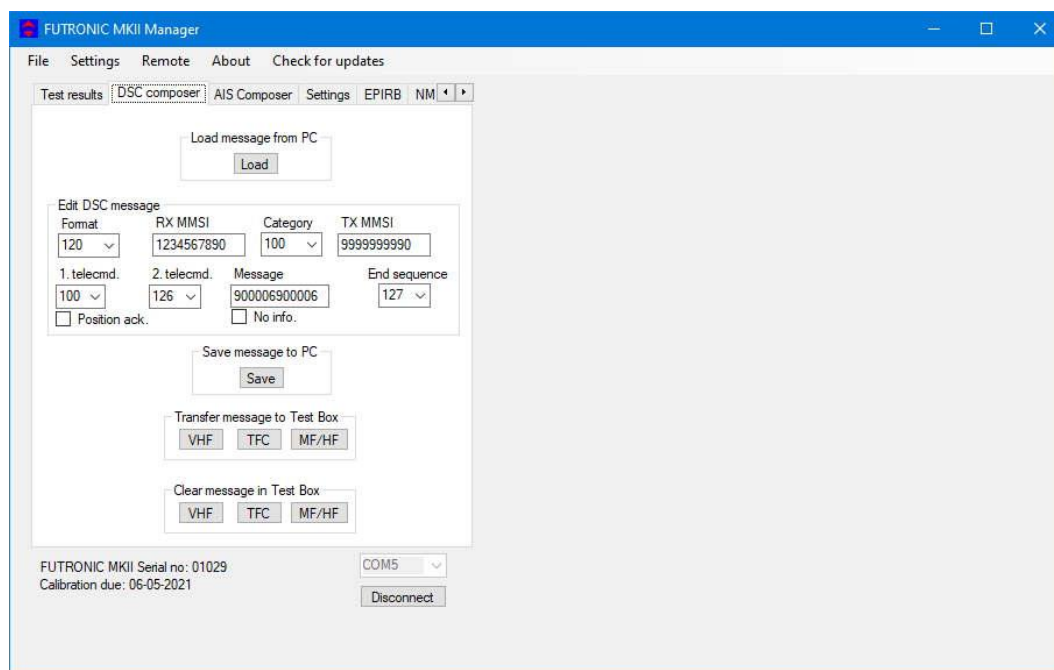 FUTRONIC MKII Manager
File Settings Remote About Check for updates
Test results DSC composer AIS Composer Settings EPIRB NM
Load message from PC
Load
Edit DSC message
Format RX MMSI Category TX MMSI
120 1234567890 100 9999999990
1. telecmd. 2. telecmd. Message End sequence
100 126 900006900006 127
Position ack. No info.
Save message to PC
Save
Transfer message to Test Box
VHF TFC MF/HF
Clear message in Test Box
VHF TFC MF/HF
FUTRONIC MKII Serial no: 01029 COM5
Calibration due: 06-05-2021
Disconnect